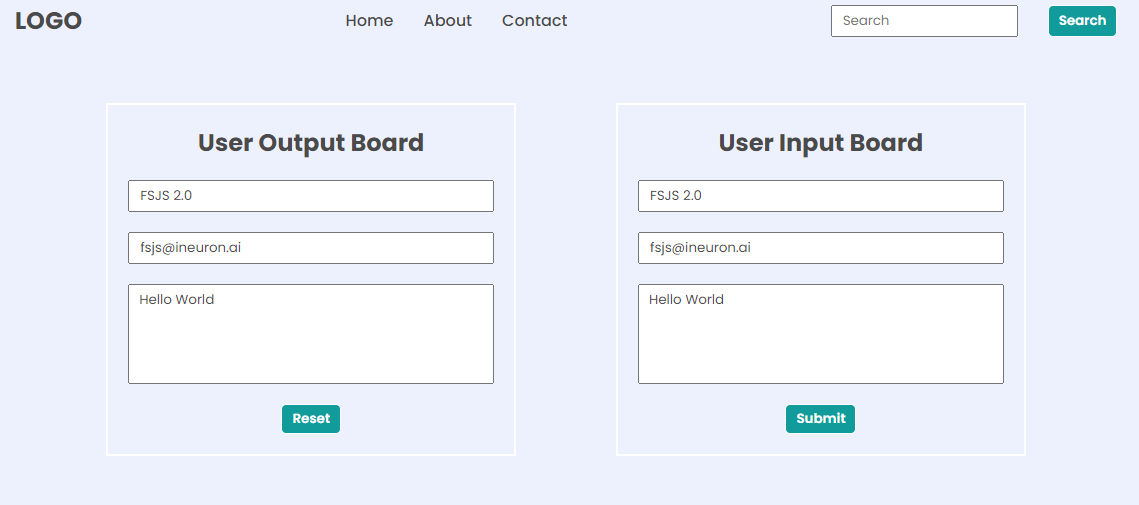 LOGO Home About Contact Search Search
User Output Board
FSJS 2.0
fsjs@ineuron.ai
Hello World
Reset
User Input Board
FSJS 2.0
fsjs@ineuron.ai
Hello World
Submit